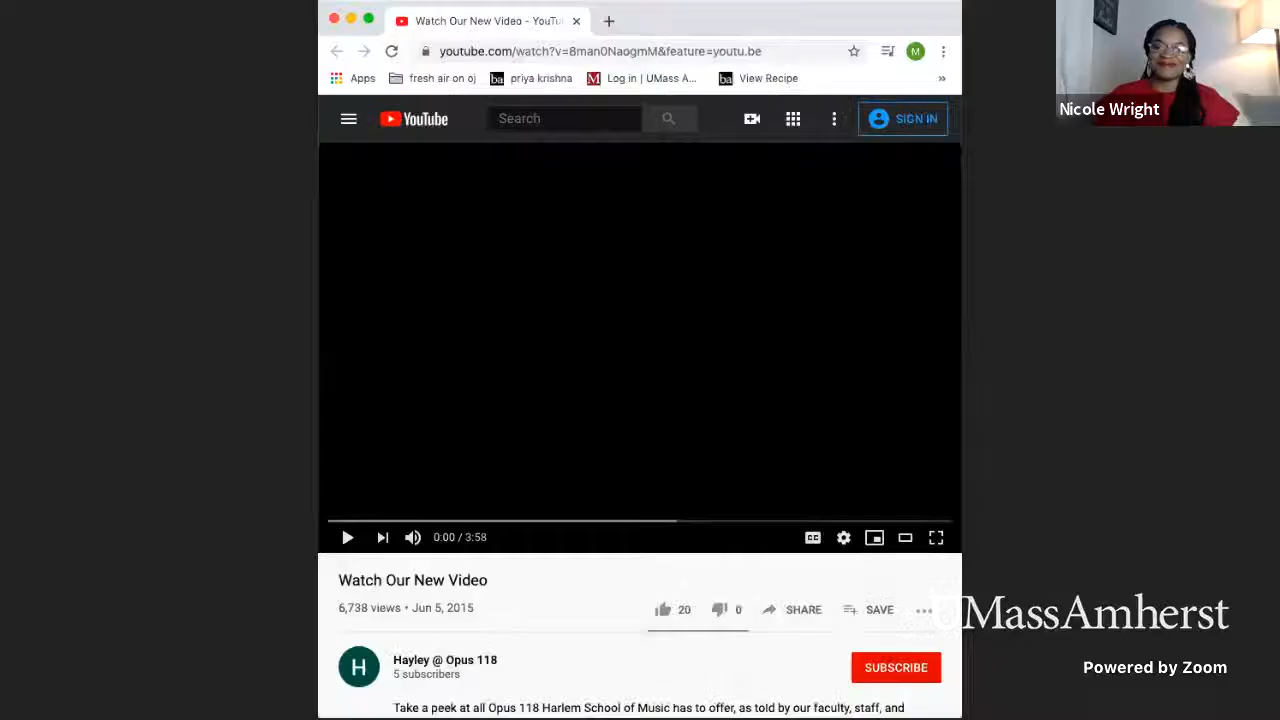 Watch Our New Video - YouTu
youtube.com/watch?v=8man0NaogmM&feature=youtu.be
M
Apps fresh air on oj ba priya krishna M Log in | UMass A... ba View Recipe »
YouTube Search SIGN IN
Nicole Wright
0:00 / 3:58 CC
Watch Our New Video
6,738 views • Jun 5, 2015 20 0 SHARE SAVE ...
UMassAmherst
H
Hayley @ Opus 118
5 subscribers
SUBSCRIBE
Powered by Zoom
Take a peek at all Opus 118 Harlem School of Music has to offer, as told by our faculty, staff, and